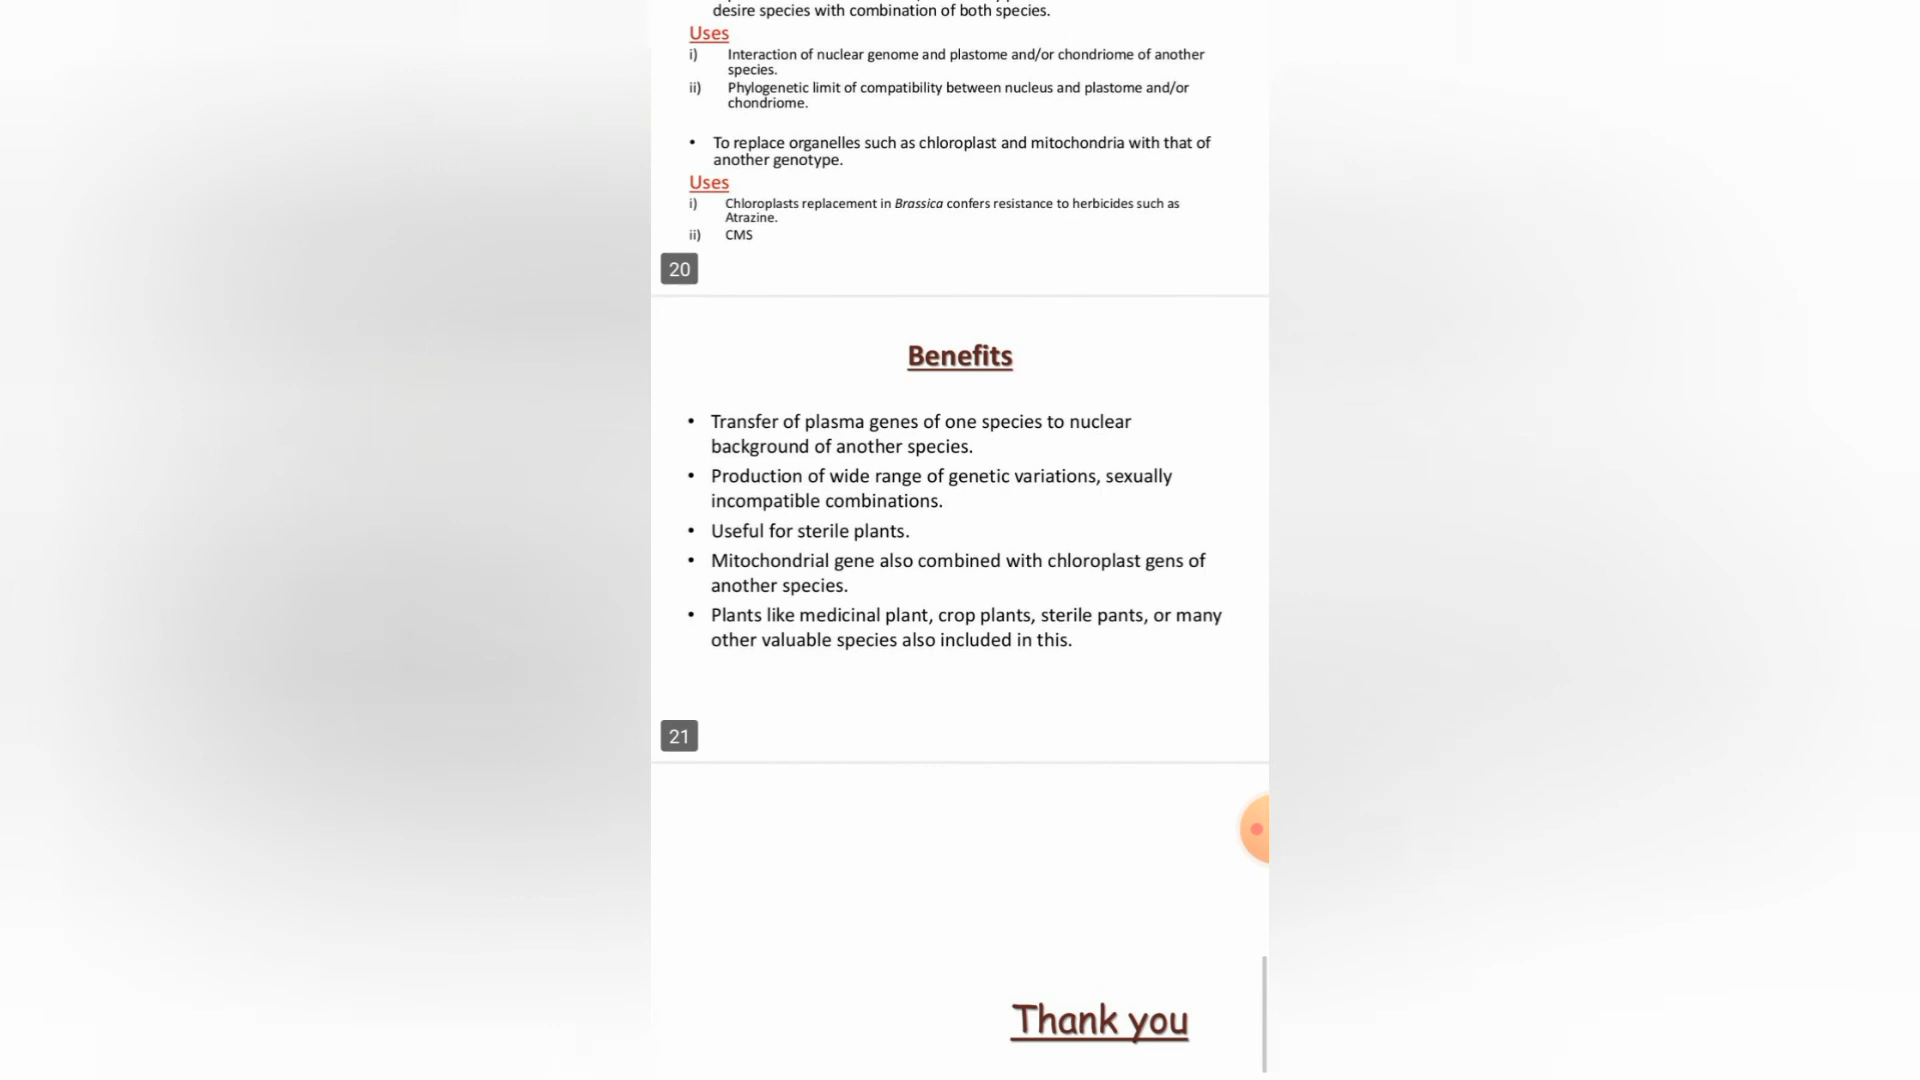 desire species with combination of both species.
Uses
i) Interaction of nuclear genome and plastome and/or chondriome of another
species.
ii) Phylogenetic limit of compatibility between nucleus and plastome and/or
chondriome.
• To replace organelles such as chloroplast and mitochondria with that of
another genotype.
Uses
i) Chloroplasts replacement in Brassica confers resistance to herbicides such as
Atrazine.
ii) CMS
20
Benefits
• Transfer of plasma genes of one species to nuclear
background of another species.
• Production of wide range of genetic variations, sexually
incompatible combinations.
• Useful for sterile plants.
• Mitochondrial gene also combined with chloroplast gens of
another species.
• Plants like medicinal plant, crop plants, sterile pants, or many
other valuable species also included in this.
21
Thank you